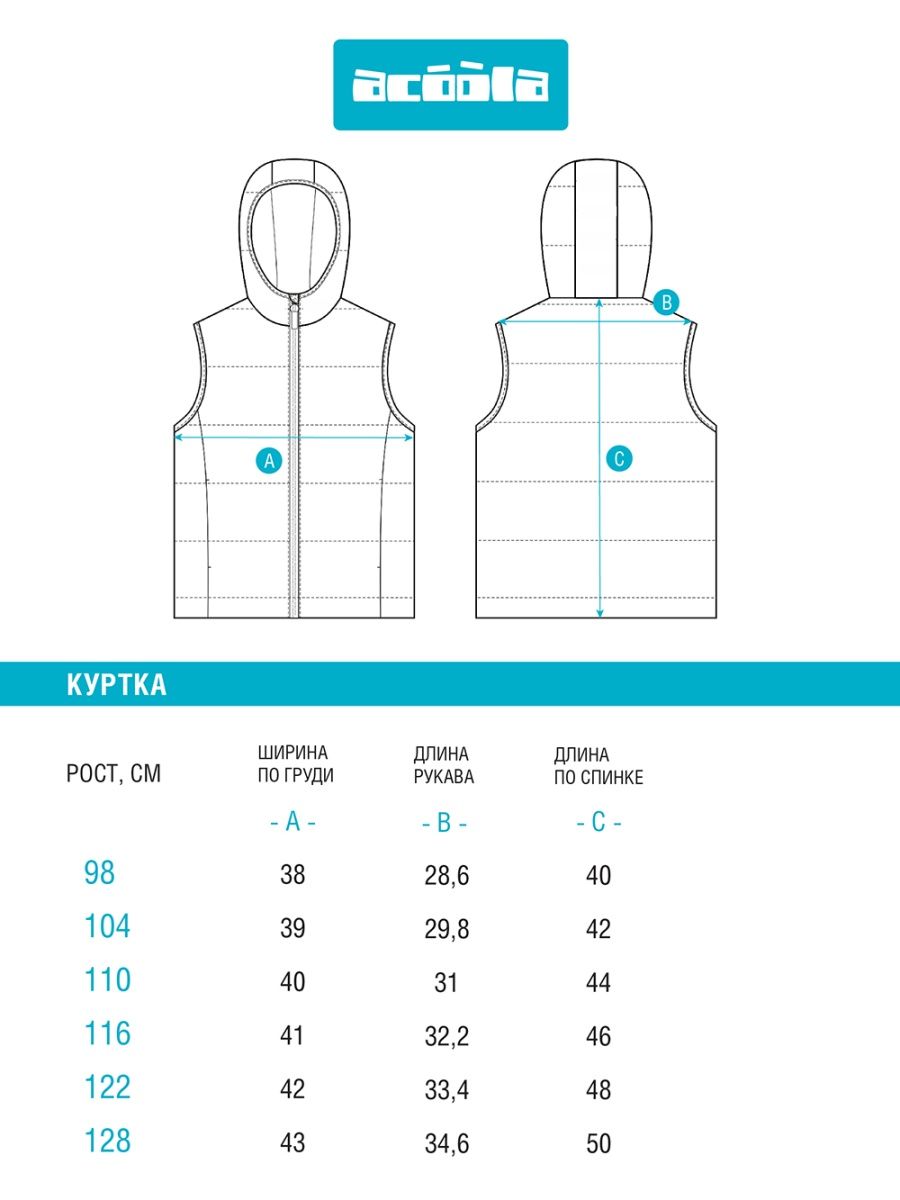 acoola
B
A
C
КУРТКА
РОСТ, СМ
ШИРИНА
ПО ГРУДИ
ДЛИНА
РУКАВА
ДЛИНА
ПО СПИНКЕ
- A - - B - - C -
98 38 28,6 40
104 39 29,8 42
110 40 31 44
116 41 32,2 46
122 42 33,4 48
128 43 34,6 50